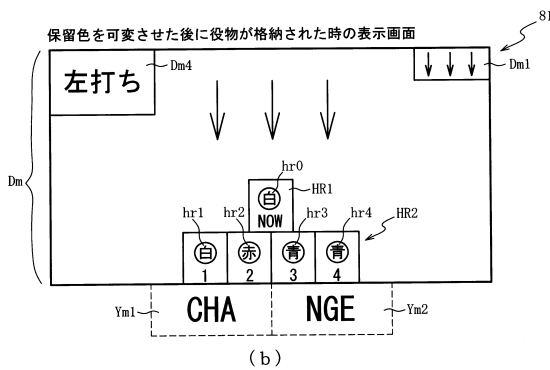 保留色を可変させた後に役物が格納された時の表示画面
81
左打ち
Dm4
Dm1
Dm
hr0
白
HR1
NOW
hr1
hr2
hr3
hr4
HR2
白 赤 青 青
1 2 3 4
Ym1
CHA NGE
Ym2
(b)